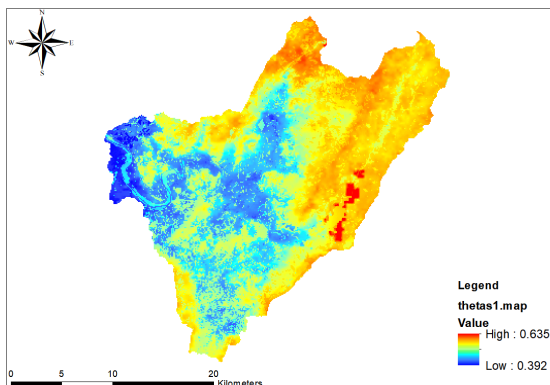 N
W E
S
Legend
thetas1.map
Value
High : 0.635
Low : 0.392
0 5 10 20
Kilometers